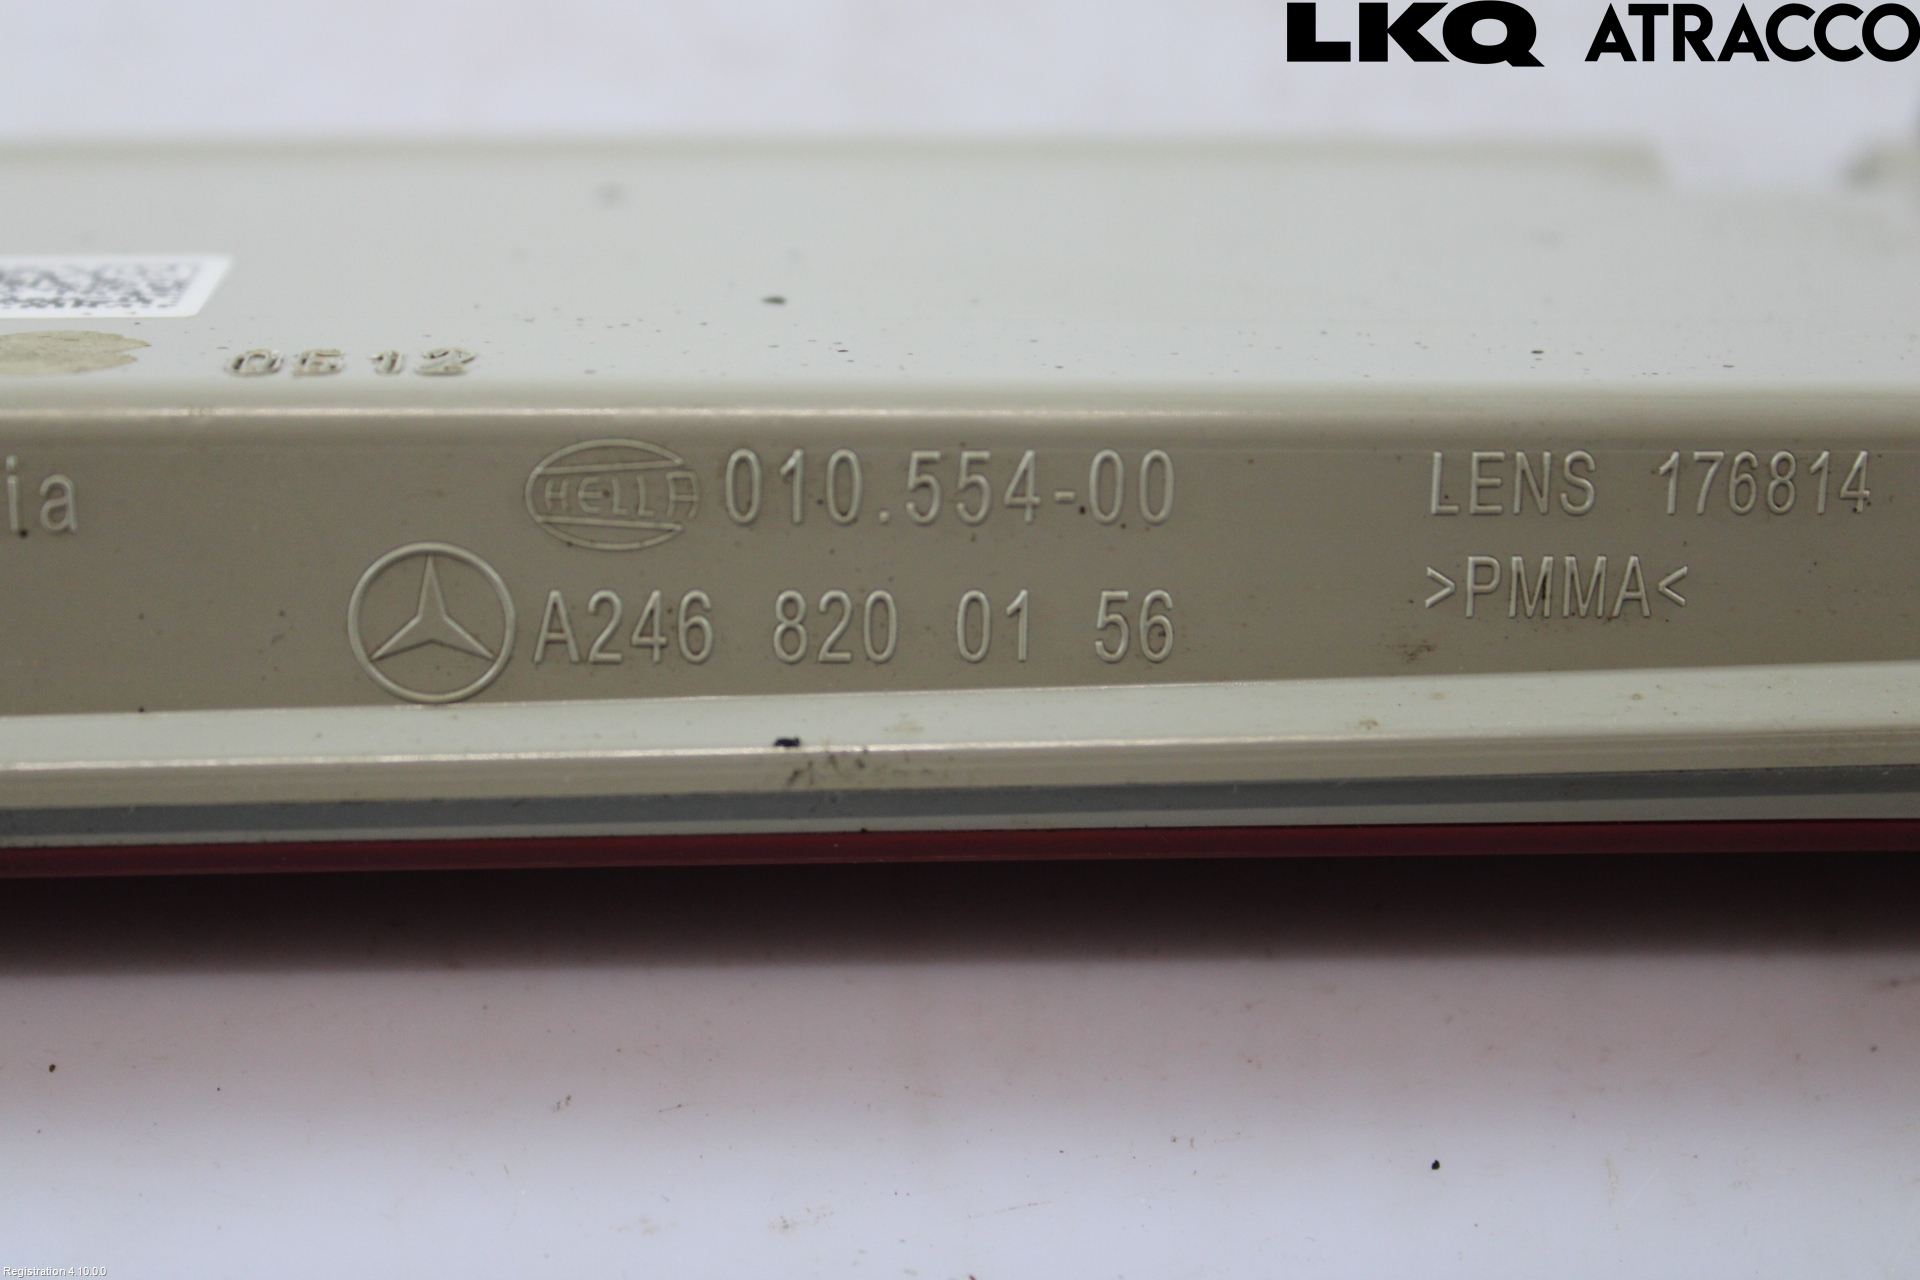 LKQ ATRACCO
0612
ia
HELLA 010.554-00
LENS 176814
A246 820 01 56
>PMMA<
Registration 4.10.0.0